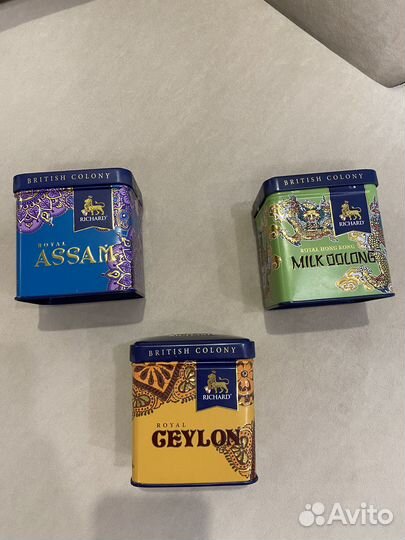 BRITISH COLONY
RICHARD
ROYAL
ASSAM
BRITISH COLONY
RICHARD
ROYAL HONG KONG
MILK OOLONG
BRITISH COLONY
RICHARD
ROYAL
CEYLON
Avito